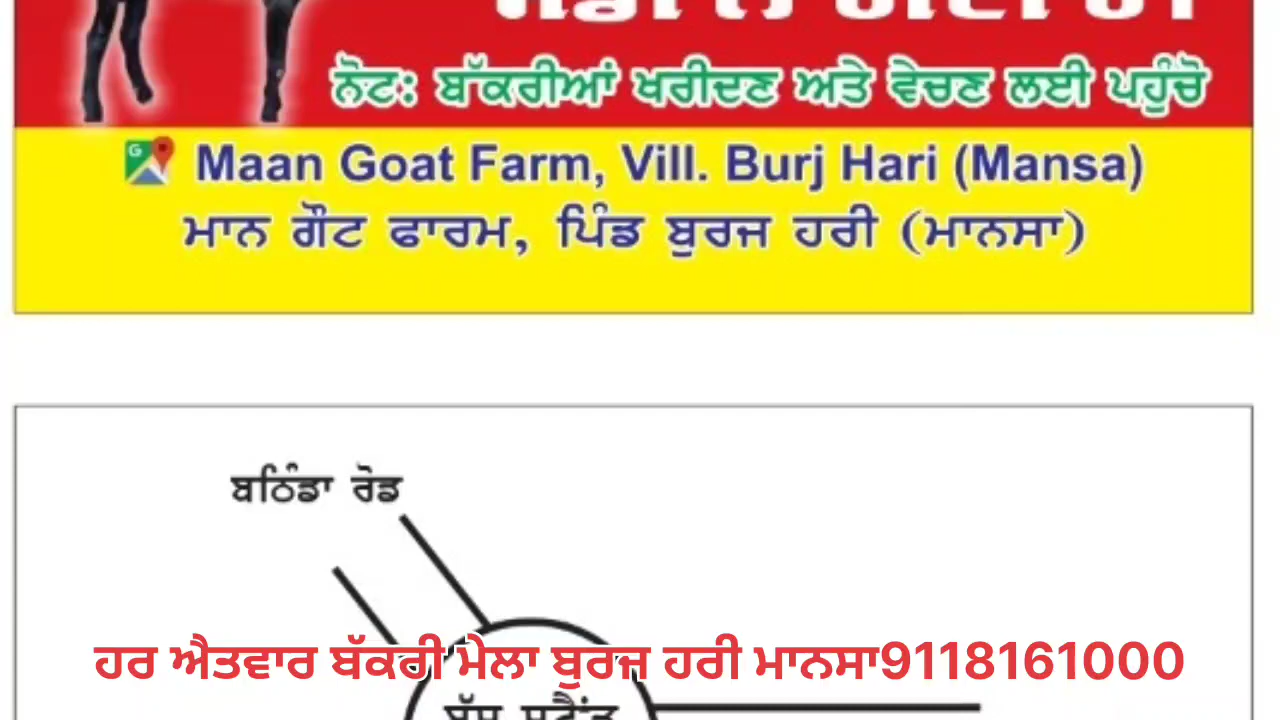 ਨੋਟ: ਬੱਕਰੀਆਂ ਖਰੀਦਣ ਅਤੇ ਵੇਚਣ ਲਈ ਪਹੁੰਚੋ
Maan Goat Farm, Vill. Burj Hari (Mansa)
ਮਾਨ ਗੌਟ ਫਾਰਮ, ਪਿੰਡ ਬੁਰਜ ਹਰੀ (ਮਾਨਸਾ)
ਬਠਿੰਡਾ ਰੋਡ
ਹਰ ਐਤਵਾਰ ਬੱਕਰੀ ਮੇਲਾ ਬੁਰਜ ਹਰੀ ਮਾਨਸਾ9118161000
ਬੱਸ ਸਟੈਂਡ